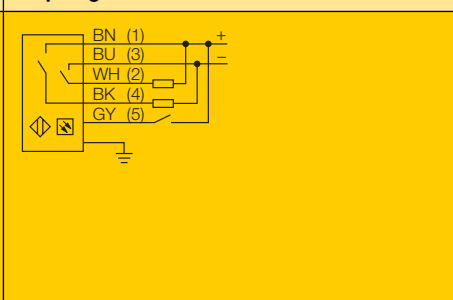 BN (1) +
BU (3) –
WH (2)
BK (4)
GY (5)